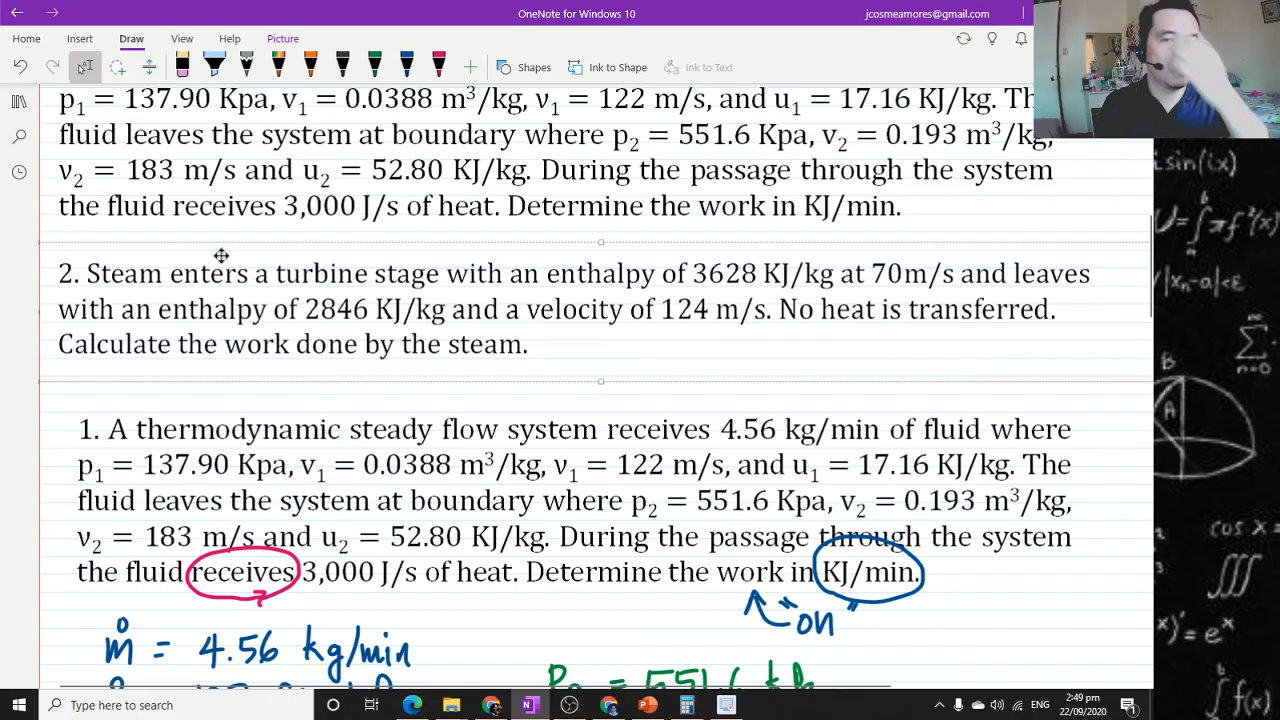 OneNote for Windows 10
jcosmeamores@gmail.com
Home Insert Draw View Help Picture
Shapes Ink to Shape Ink to Text
p₁ = 137.90 Kpa, v₁ = 0.0388 m³/kg, ν₁ = 122 m/s, and u₁ = 17.16 KJ/kg. The
fluid leaves the system at boundary where p₂ = 551.6 Kpa, v₂ = 0.193 m³/kg,
ν₂ = 183 m/s and u₂ = 52.80 KJ/kg. During the passage through the system
the fluid receives 3,000 J/s of heat. Determine the work in KJ/min.
2. Steam enters a turbine stage with an enthalpy of 3628 KJ/kg at 70m/s and leaves
with an enthalpy of 2846 KJ/kg and a velocity of 124 m/s. No heat is transferred.
Calculate the work done by the steam.
1. A thermodynamic steady flow system receives 4.56 kg/min of fluid where
p₁ = 137.90 Kpa, v₁ = 0.0388 m³/kg, ν₁ = 122 m/s, and u₁ = 17.16 KJ/kg. The
fluid leaves the system at boundary where p₂ = 551.6 Kpa, v₂ = 0.193 m³/kg,
ν₂ = 183 m/s and u₂ = 52.80 KJ/kg. During the passage through the system
the fluid receives 3,000 J/s of heat. Determine the work in KJ/min.
"on"
ṁ = 4.56 kg/min
isin(ix)
|xₙ-a|<ε
n=0
B
A
cos x =
∭
)'= eˣ
f(x)
Type here to search
ENG
2:49 pm
22/09/2020